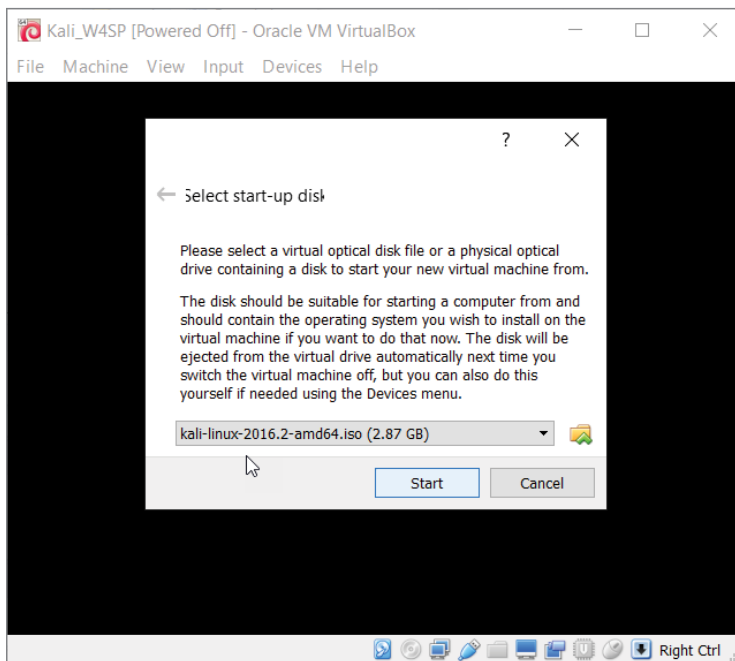 Kali_W4SP [Powered Off] - Oracle VM VirtualBox
File Machine View Input Devices Help
?
Select start-up disk
Please select a virtual optical disk file or a physical optical
drive containing a disk to start your new virtual machine from.
The disk should be suitable for starting a computer from and
should contain the operating system you wish to install on the
virtual machine if you want to do that now. The disk will be
ejected from the virtual drive automatically next time you
switch the virtual machine off, but you can also do this
yourself if needed using the Devices menu.
kali-linux-2016.2-amd64.iso (2.87 GB)
Start Cancel
Right Ctrl